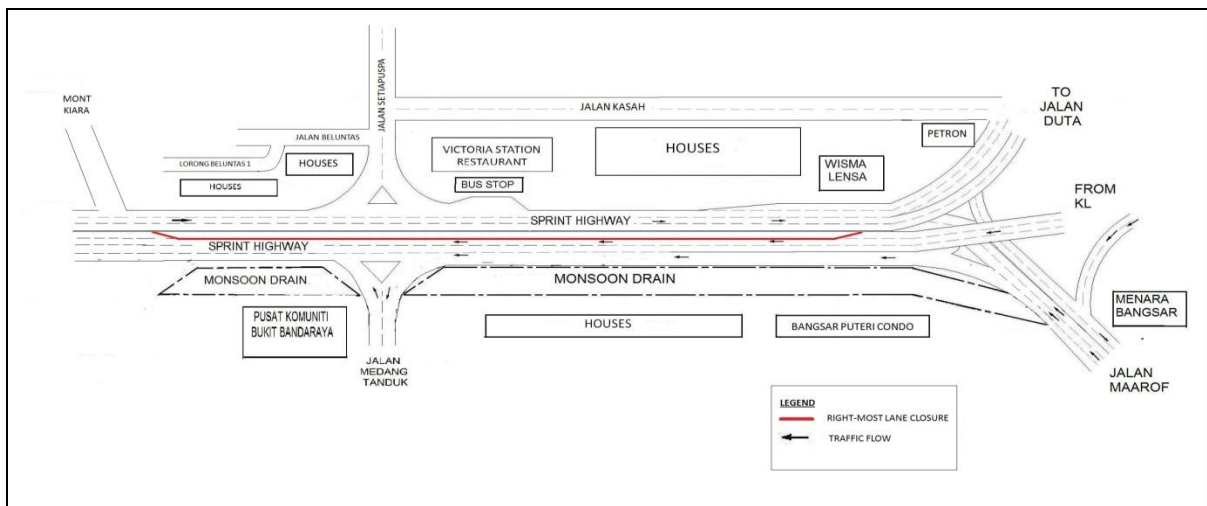 MONT
KIARA
JALAN SETIAPUSPA
JALAN KASAH
TO
JALAN
DUTA
JALAN BELUNTAS
LORONG BELUNTAS 1
HOUSES
HOUSES
VICTORIA STATION
RESTAURANT
BUS STOP
HOUSES
PETRON
WISMA
LENSA
FROM
KL
SPRINT HIGHWAY
SPRINT HIGHWAY
MONSOON DRAIN
MONSOON DRAIN
PUSAT KOMUNITI
BUKIT BANDARAYA
HOUSES
BANGSAR PUTERI CONDO
MENARA
BANGSAR
JALAN
MEDANG
TANDUK
JALAN
MAAROF
LEGEND
RIGHT-MOST LANE CLOSURE
TRAFFIC FLOW